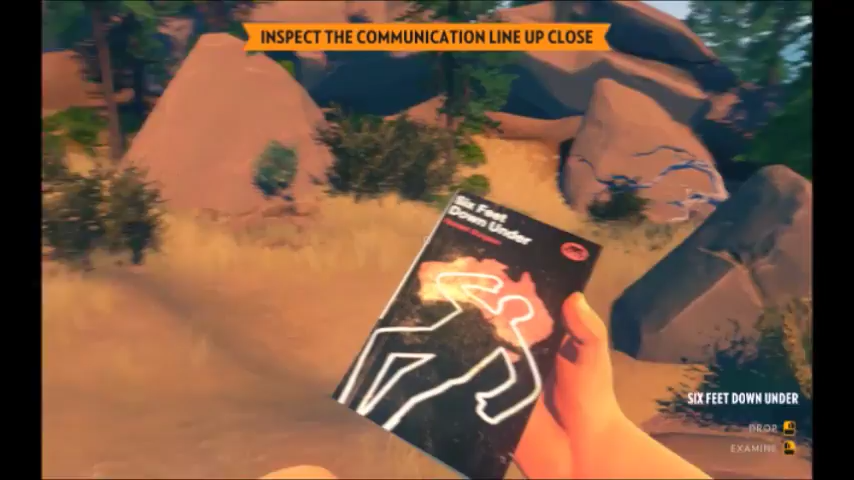 INSPECT THE COMMUNICATION LINE UP CLOSE
Six Feet
Down Under
SIX FEET DOWN UNDER
DROP
EXAMINE